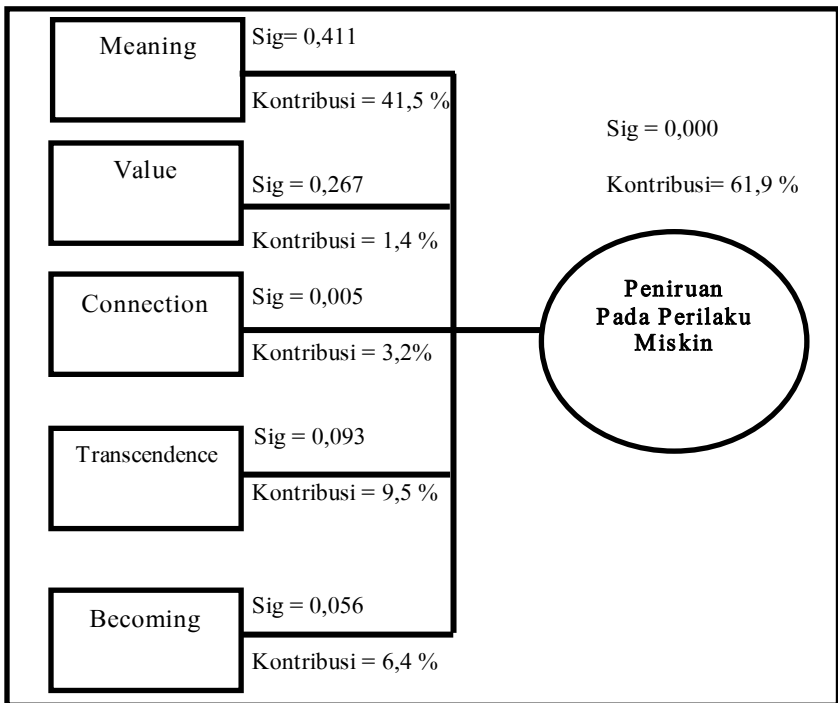 Meaning
Sig= 0,411
Kontribusi = 41,5 %
Value
Sig = 0,267
Kontribusi = 1,4 %
Connection
Sig = 0,005
Kontribusi = 3,2%
Transcendence
Sig = 0,093
Kontribusi = 9,5 %
Becoming
Sig = 0,056
Kontribusi = 6,4 %
Sig = 0,000
Kontribusi= 61,9 %
Peniruan
Pada Perilaku
Miskin